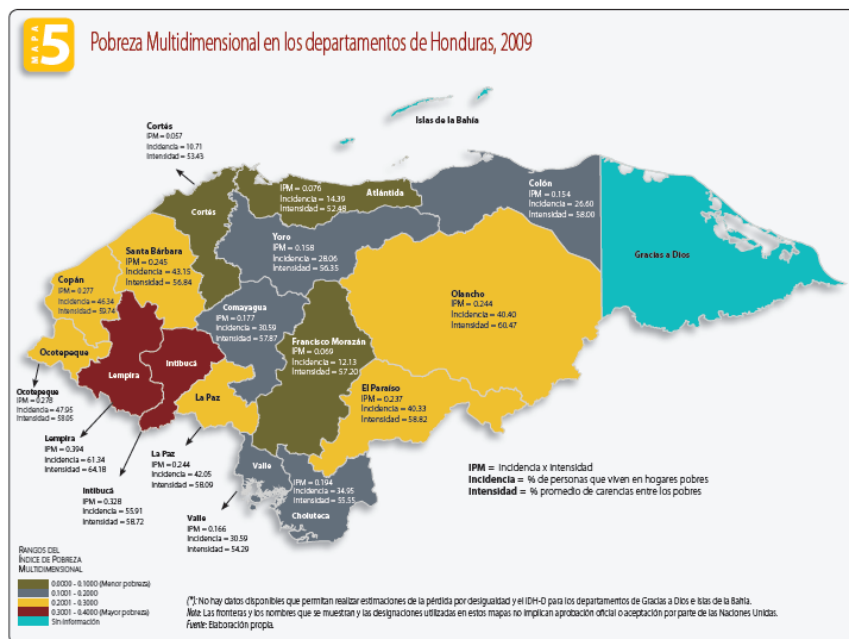 MAPA
5
Pobreza Multidimensional en los departamentos de Honduras, 2009
Islas de la Bahía
Cortés
IPM = 0.057
Incidencia = 10.71
Intensidad = 53.43
Cortés
IPM = 0.076
Atlántida
Incidencia = 14.39
Intensidad = 52.48
Colón
IPM = 0.154
Incidencia = 26.60
Intensidad = 58.00
Yoro
IPM = 0.158
Incidencia = 28.06
Intensidad = 56.35
Santa Bárbara
IPM = 0.245
Incidencia = 43.15
Intensidad = 56.84
Gracias a Dios
Copán
IPM = 0.277
Incidencia = 46.34
Intensidad = 59.74
Olancho
IPM = 0.244
Incidencia = 40.40
Intensidad = 60.47
Comayagua
IPM = 0.177
Incidencia = 30.59
Intensidad = 57.87
Francisco Morazán
IPM = 0.069
Incidencia = 12.13
Intensidad = 57.20
Ocotepeque
Lempira
Intibucá
La Paz
El Paraíso
IPM = 0.237
Incidencia = 40.33
Intensidad = 58.82
Ocotepeque
IPM = 0.278
Incidencia = 47.95
Intensidad = 58.05
Lempira
IPM = 0.394
Incidencia = 61.34
Intensidad = 64.18
La Paz
IPM = 0.244
Incidencia = 42.05
Intensidad = 58.09
Intibucá
IPM = 0.328
Incidencia = 55.91
Intensidad = 58.72
Valle
Valle
IPM = 0.166
Incidencia = 30.59
Intensidad = 54.29
IPM = 0.194
Incidencia = 34.95
Intensidad = 55.55
Choluteca
IPM = Incidencia x Intensidad
Incidencia = % de personas que viven en hogares pobres
Intensidad = % promedio de carencias entre los pobres
RANGOS DEL
ÍNDICE DE POBREZA
MULTIDIMENSIONAL
0.0000 - 0.1000 (Menor pobreza)
0.1001 - 0.2000
0.2001 - 0.3000
0.3001 - 0.4000 (Mayor pobreza)
Sin información
(*): No hay datos disponibles que permitan realizar estimaciones de la pérdida por desigualdad y el IDH-D para los departamentos de Gracias a Dios e Islas de la Bahía.
Nota: Las fronteras y los nombres que se muestran y las designaciones utilizadas en estos mapas no implican aprobación oficial o aceptación por parte de las Naciones Unidas.
Fuente: Elaboración propia.